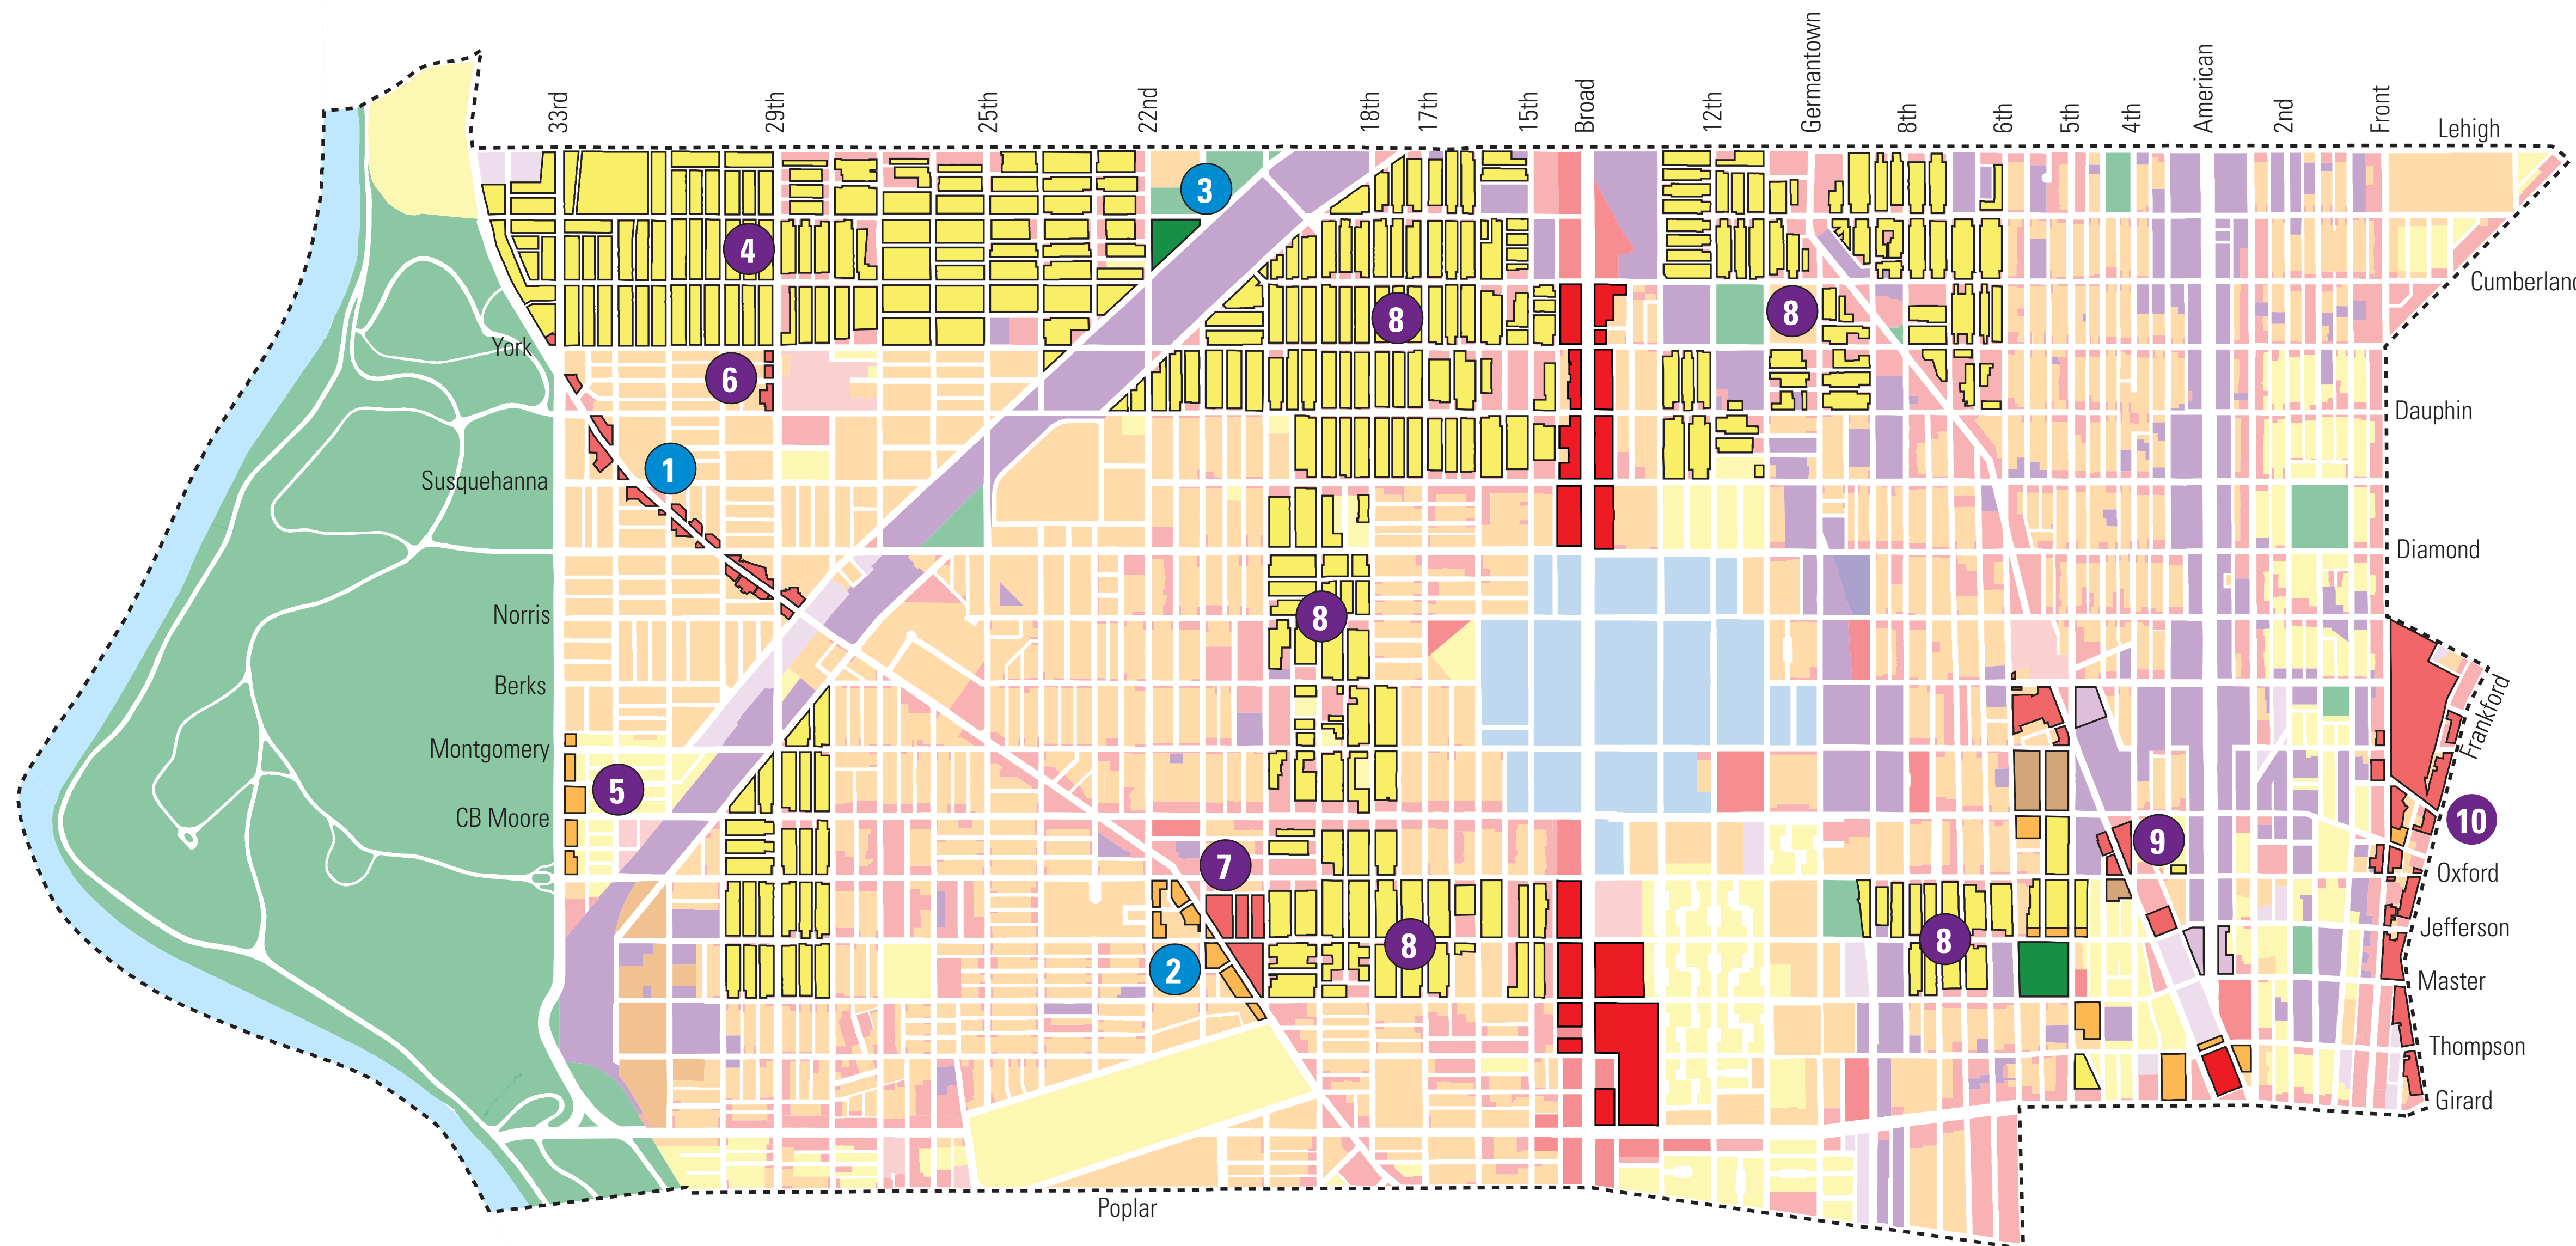 33rd
29th
25th
22nd
18th
17th
15th
Broad
12th
Germantown
8th
6th
5th
4th
American
2nd
Front
Lehigh
3
4
8
8
Cumberland
York
6
Dauphin
1
Susquehanna
Diamond
Norris
8
Berks
Frankford
Montgomery
5
CB Moore
10
9
7
Oxford
8
8
Jefferson
2
Master
Thompson
Girard
Poplar